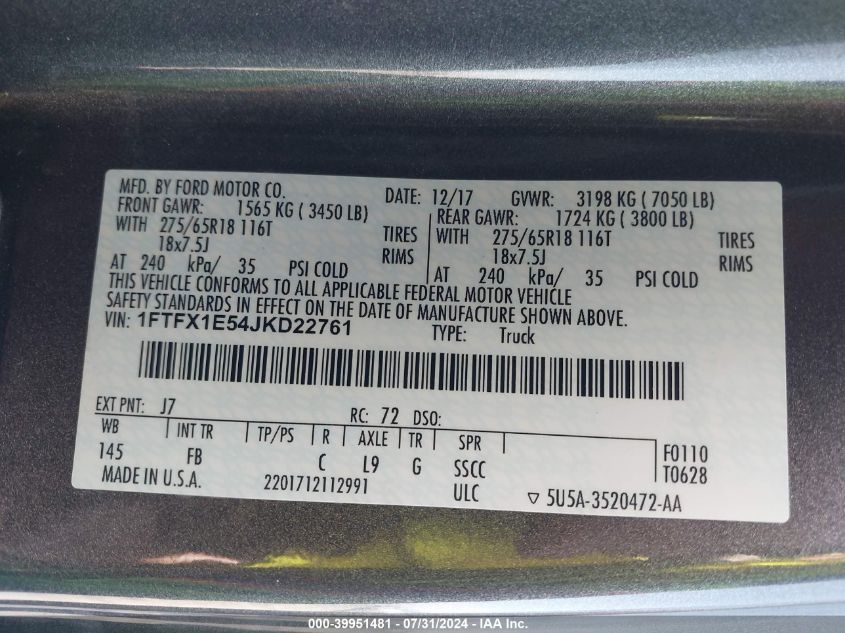 MFD. BY FORD MOTOR CO. DATE: 12/17 GVWR: 3198 KG ( 7050 LB)
FRONT GAWR: 1565 KG ( 3450 LB) REAR GAWR: 1724 KG ( 3800 LB)
WITH 275/65R18 116T TIRES WITH 275/65R18 116T TIRES
18x7.5J RIMS 18x7.5J RIMS
AT 240 kPa/ 35 PSI COLD AT 240 kPa/ 35 PSI COLD
THIS VEHICLE CONFORMS TO ALL APPLICABLE FEDERAL MOTOR VEHICLE
SAFETY STANDARDS IN EFFECT ON THE DATE OF MANUFACTURE SHOWN ABOVE.
VIN: 1FTFX1E54JKD22761 TYPE: Truck
EXT PNT: J7 RC: 72 DSO:
WB INT TR TP/PS R AXLE TR SPR F0110
145 FB C L9 G SSCC T0628
MADE IN U.S.A. 2201712112991 ULC ▽ 5U5A-3520472-AA
000-39951481 - 07/31/2024 - IAA Inc.